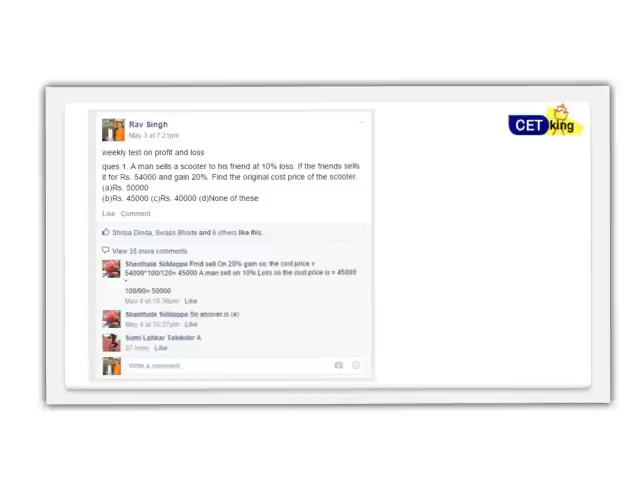 CET king
Rav Singh
May 3 at 7:21pm
weekly test on profit and loss
ques 1. A man sells a scooter to his friend at 10% loss. If the friends sells
it for Rs. 54000 and gain 20%. Find the original cost price of the scooter.
(a)Rs. 50000
(b)Rs. 45000 (c)Rs. 40000 (d)None of these
Like Comment
Shilpa Dinda, Swaps Bhoite and 6 others like this.
View 35 more comments
Shanthala Siddappa Frnd sell On 20% gain so, the cost price =
54000*100/120= 45000 A man sell on 10% Loss so the cost price is = 45000
*
100/90= 50000
May 4 at 10:36pm Like
Shanthala Siddappa So answer is (a)
May 4 at 10:37pm Like
Sumi Lahkar Talukder A
37 mins Like
Write a comment...